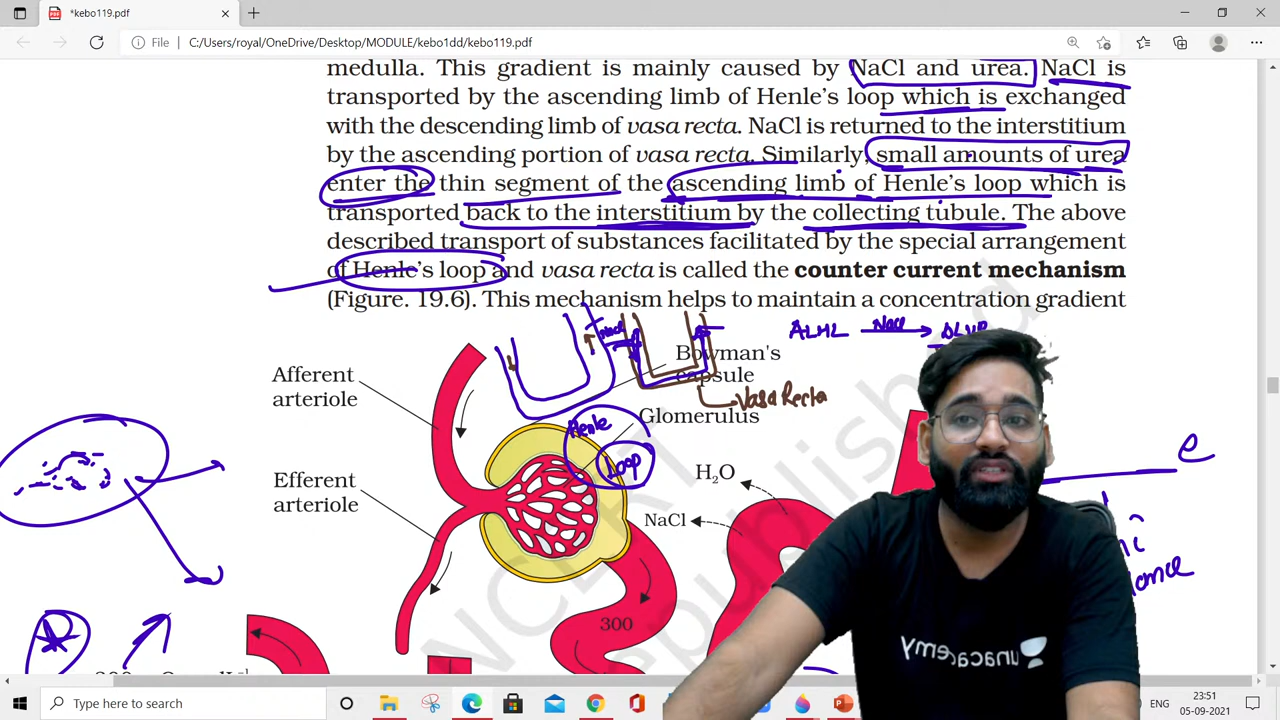 *kebo119.pdf
File
C:/Users/royal/OneDrive/Desktop/MODULE/kebo1dd/kebo119.pdf
medulla. This gradient is mainly caused by NaCl and urea. NaCl is
transported by the ascending limb of Henle's loop which is exchanged
with the descending limb of vasa recta. NaCl is returned to the interstitium
by the ascending portion of vasa recta. Similarly, small amounts of urea
enter the thin segment of the ascending limb of Henle's loop which is
transported back to the interstitium by the collecting tubule. The above
described transport of substances facilitated by the special arrangement
of Henle's loop and vasa recta is called the counter current mechanism
(Figure. 19.6). This mechanism helps to maintain a concentration gradient
NaCl
ALHL NaCl
Bowman's
capsule
Afferent
arteriole
Vasa Recta
Glomerulus
Henle
Loop
e
H₂O
Efferent
arteriole
NaCl
300
NCERT
republished
unacademy
Type here to search
ENG
23:51
05-09-2021